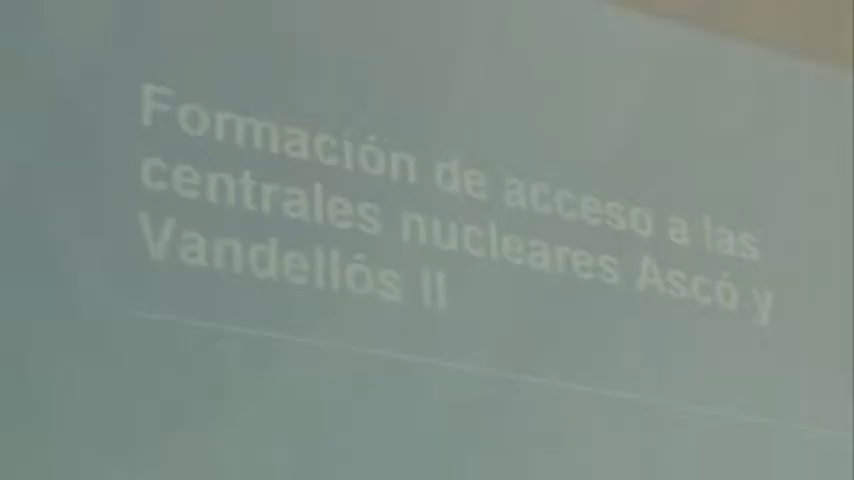 Formación de acceso a las
centrales nucleares Ascó y
Vandellós II